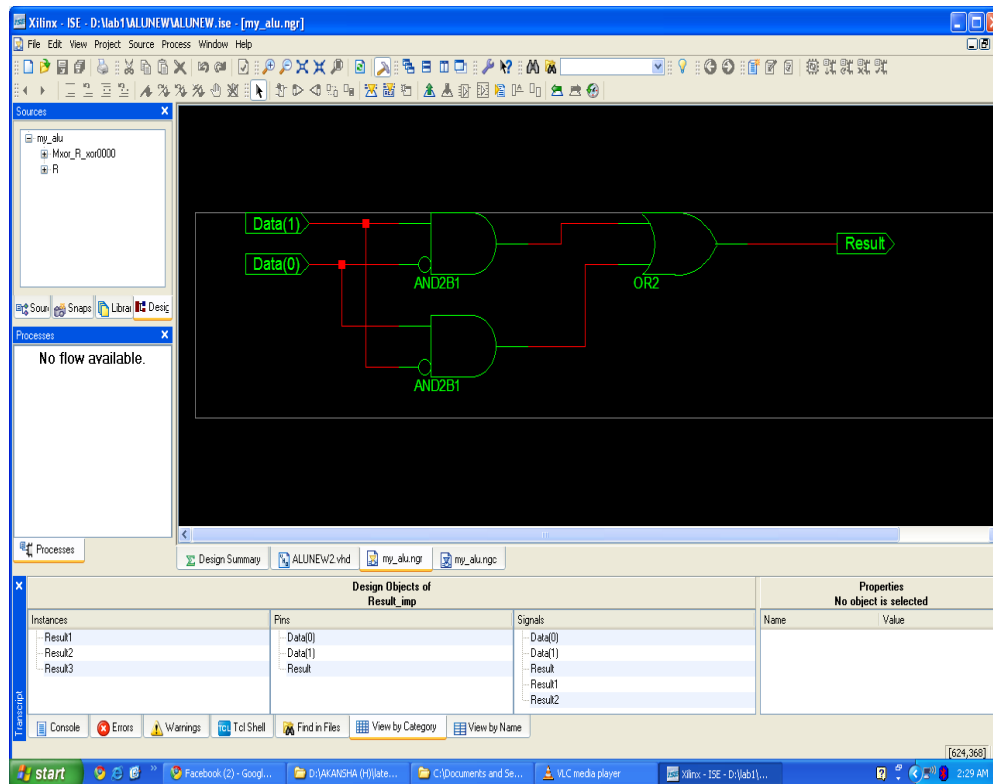 Xilinx - ISE - D:\lab1\ALUNEW\ALUNEW.ise - [my_alu.ngr]
File Edit View Project Source Process Window Help
Sources
my_alu
Mxor_R_xor0000
R
Data(1)
Data(0)
AND2B1
OR2
Result
AND2B1
Sour Snaps Librai Desig
Processes
No flow available.
Processes
Design Summary ALUNEW2.vhd my_alu.ngr my_alu.ngc
Design Objects of
Result_imp
Properties
No object is selected
Instances Pins Signals Name Value
Result1 Data(0) Data(0)
Result2 Data(1) Data(1)
Result3 Result Result
Result1
Result2
Transcript
Console Errors Warnings Tcl Shell Find in Files View by Category View by Name
[624,368]
start Facebook (2) - Googl... D:\AKANSHA (H)\late... C:\Documents and Se... VLC media player Xilinx - ISE - D:\lab1\... 2:29 AM